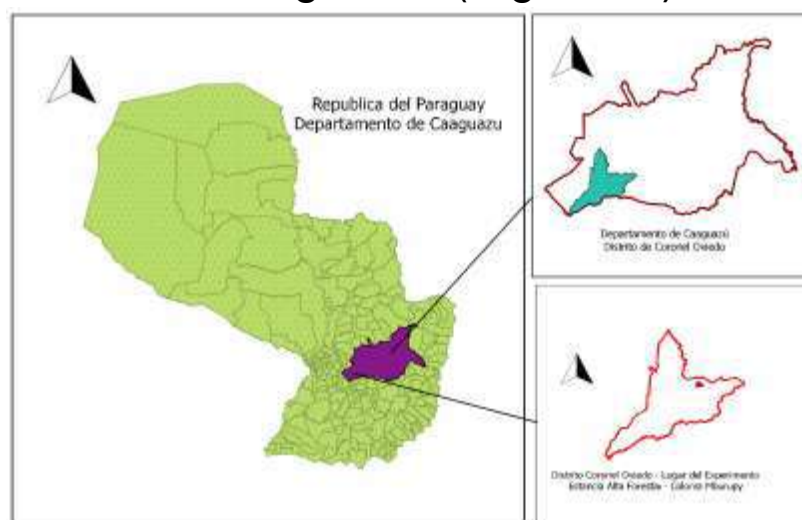 Republica del Paraguay
Departamento de Caaguazu
Departamento de Caaguazú
Distrito de Coronel Oviedo
Distrito Coronel Oviedo - Lugar del Experimento
Estancia Alta Forestal - Colonia